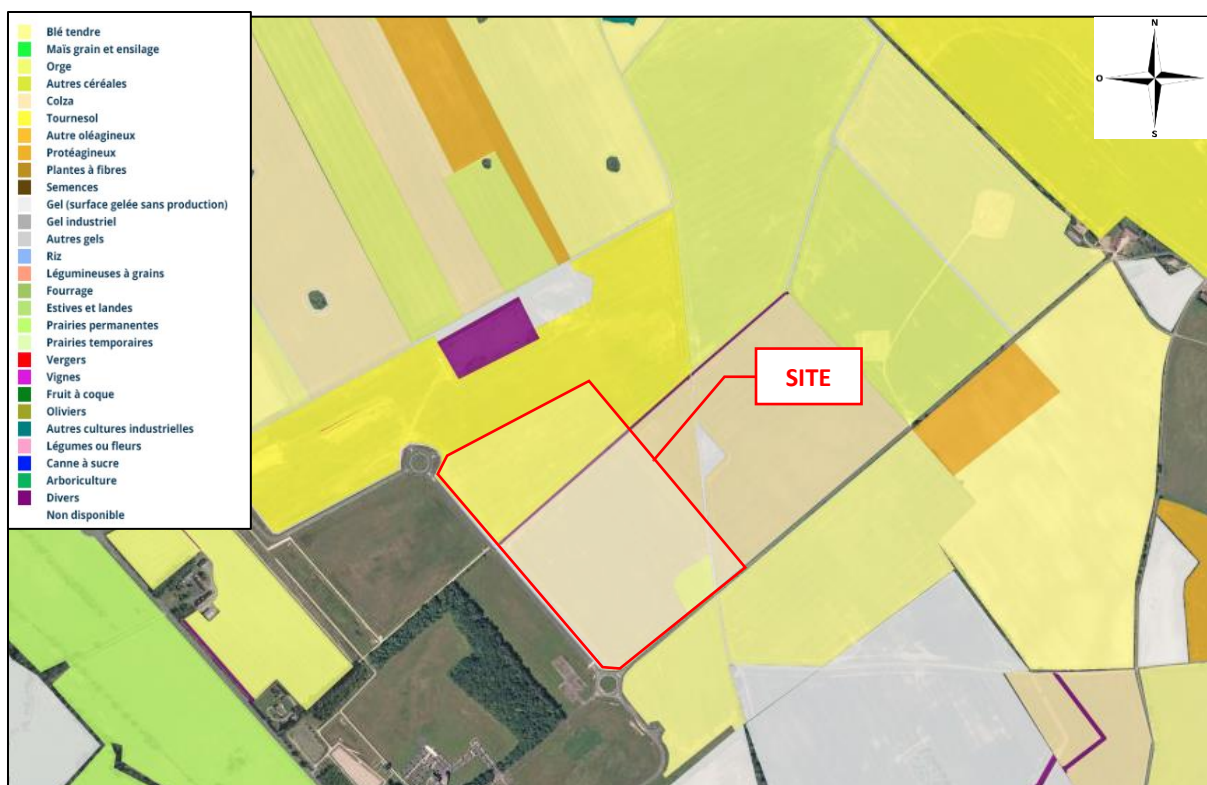 Blé tendre
Maïs grain et ensilage
Orge
Autres céréales
Colza
Tournesol
Autre oléagineux
Protéagineux
Plantes à fibres
Semences
Gel (surface gelée sans production)
Gel industriel
Autres gels
Riz
Légumineuses à grains
Fourrage
Estives et landes
Prairies permanentes
Prairies temporaires
Vergers
Vignes
Fruit à coque
Oliviers
Autres cultures industrielles
Légumes ou fleurs
Canne à sucre
Arboriculture
Divers
Non disponible
N
O
S
SITE